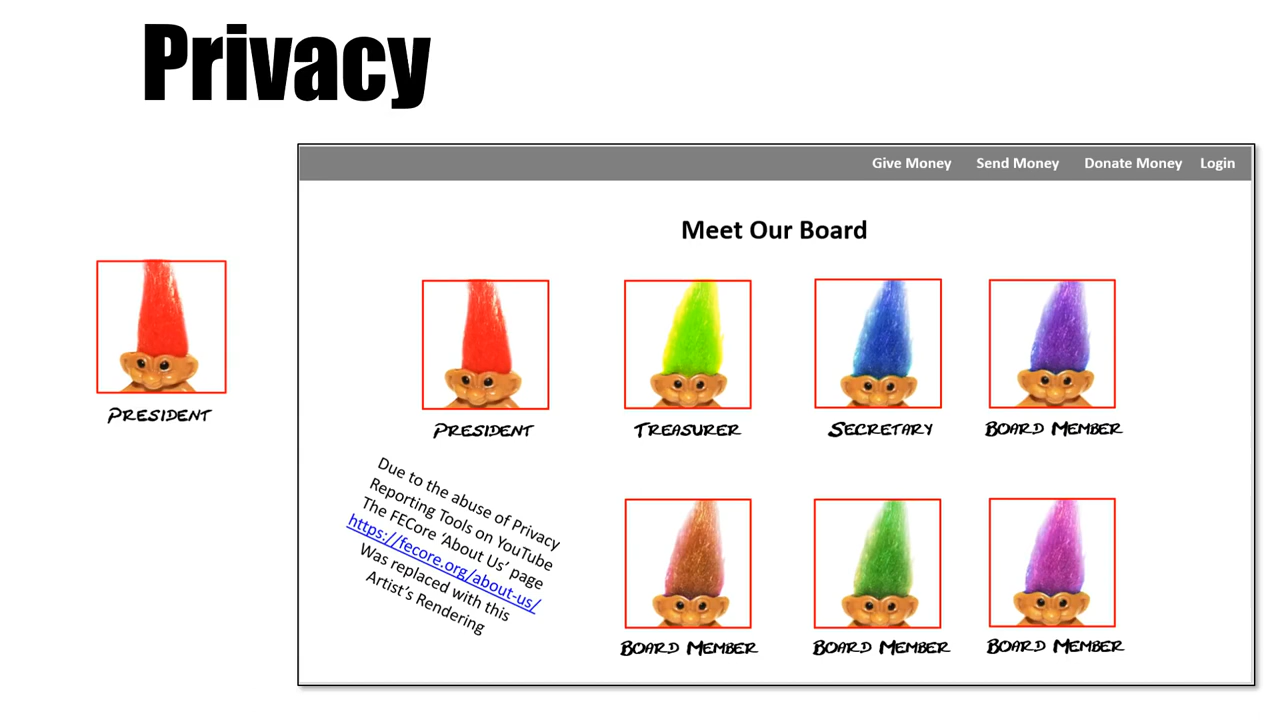 Privacy
Give Money Send Money Donate Money Login
Meet Our Board
President
President Treasurer Secretary Board Member
Due to the abuse of Privacy
Reporting Tools on YouTube
The FECore ‘About Us’ page
https://fecore.org/about-us/
Was replaced with this
Artist’s Rendering
Board Member Board Member Board Member